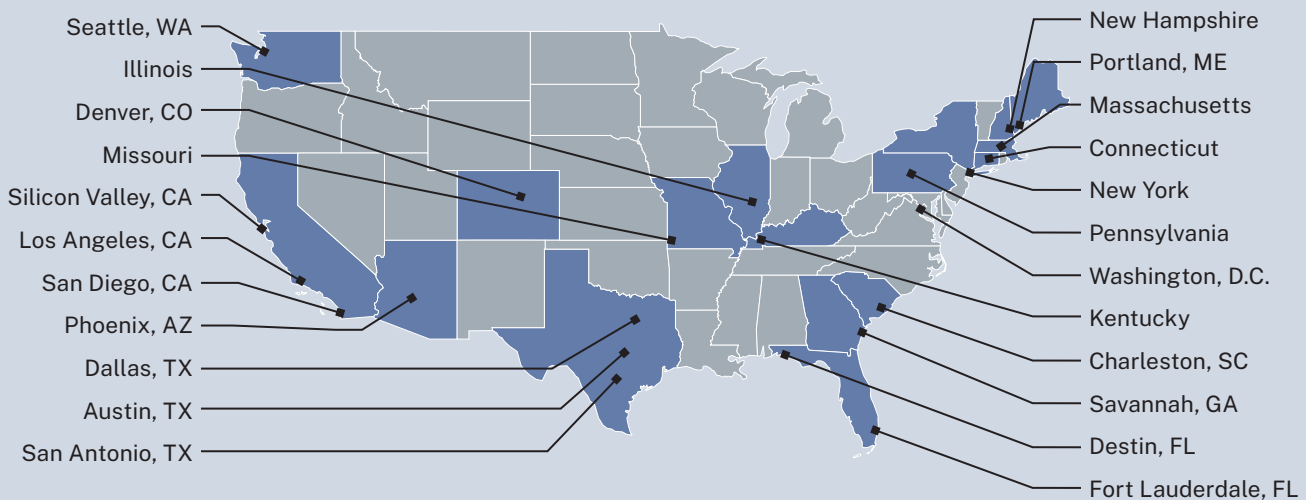 Seattle, WA
Illinois
Denver, CO
Missouri
Silicon Valley, CA
Los Angeles, CA
San Diego, CA
Phoenix, AZ
Dallas, TX
Austin, TX
San Antonio, TX
New Hampshire
Portland, ME
Massachusetts
Connecticut
New York
Pennsylvania
Washington, D.C.
Kentucky
Charleston, SC
Savannah, GA
Destin, FL
Fort Lauderdale, FL